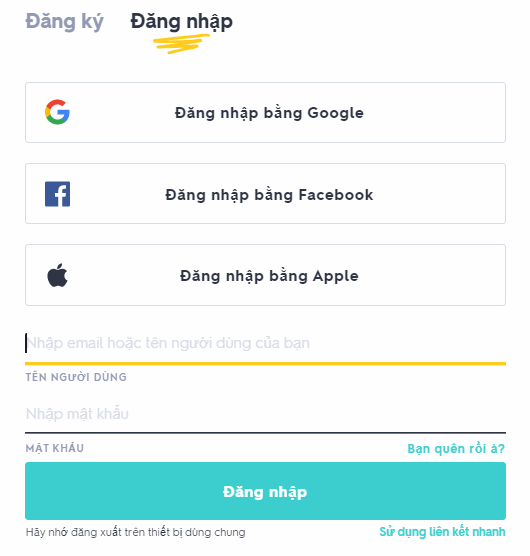 Đăng ký Đăng nhập
Đăng nhập bằng Google
Đăng nhập bằng Facebook
Đăng nhập bằng Apple
Nhập email hoặc tên người dùng của bạn
TÊN NGƯỜI DÙNG
Nhập mật khẩu
MẬT KHẨU Bạn quên rồi à?
Đăng nhập
Hãy nhớ đăng xuất trên thiết bị dùng chung Sử dụng liên kết nhanh